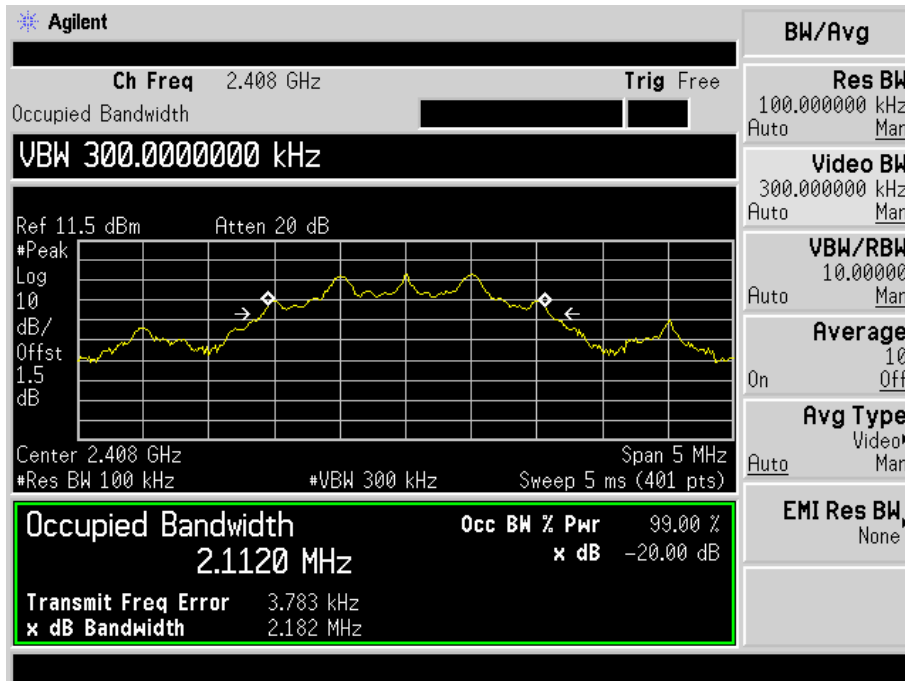 Agilent
Ch Freq 2.408 GHz Trig Free
Occupied Bandwidth
VBW 300.0000000 kHz
Ref 11.5 dBm Atten 20 dB
#Peak
Log
10
dB/
Offst
1.5
dB
Center 2.408 GHz Span 5 MHz
#Res BW 100 kHz #VBW 300 kHz Sweep 5 ms (401 pts)
Occupied Bandwidth
2.1120 MHz
Occ BW % Pwr 99.00 %
x dB -20.00 dB
Transmit Freq Error 3.783 kHz
x dB Bandwidth 2.182 MHz
BW/Avg
Res BW
100.000000 kHz
Auto Man
Video BW
300.000000 kHz
Auto Man
VBW/RBW
10.00000
Auto Man
Average
10
On Off
Avg Type
Video
Auto Man
EMI Res BW
None